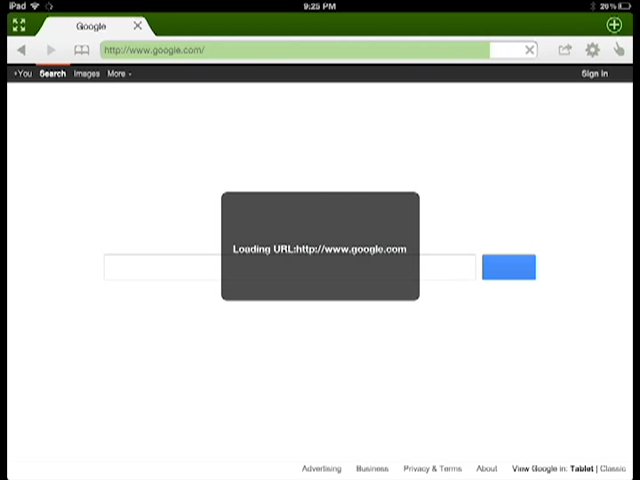 iPad 9:25 PM 26%
Google
http://www.google.com/
+You Search Images More Sign in
Loading URL:http://www.google.com
Advertising Business Privacy & Terms About View Google in: Tablet | Classic